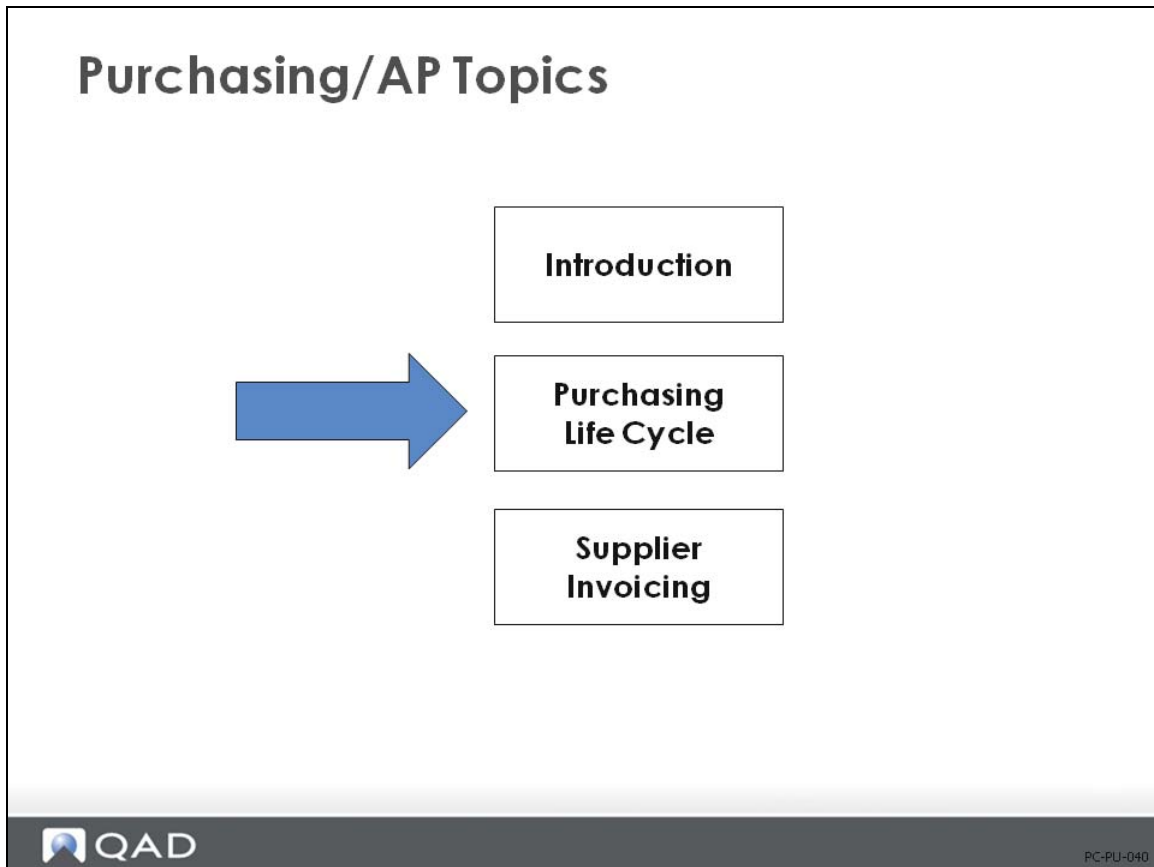 Purchasing/AP Topics
Introduction
Purchasing
Life Cycle
Supplier
Invoicing
QAD
PC-PU-040